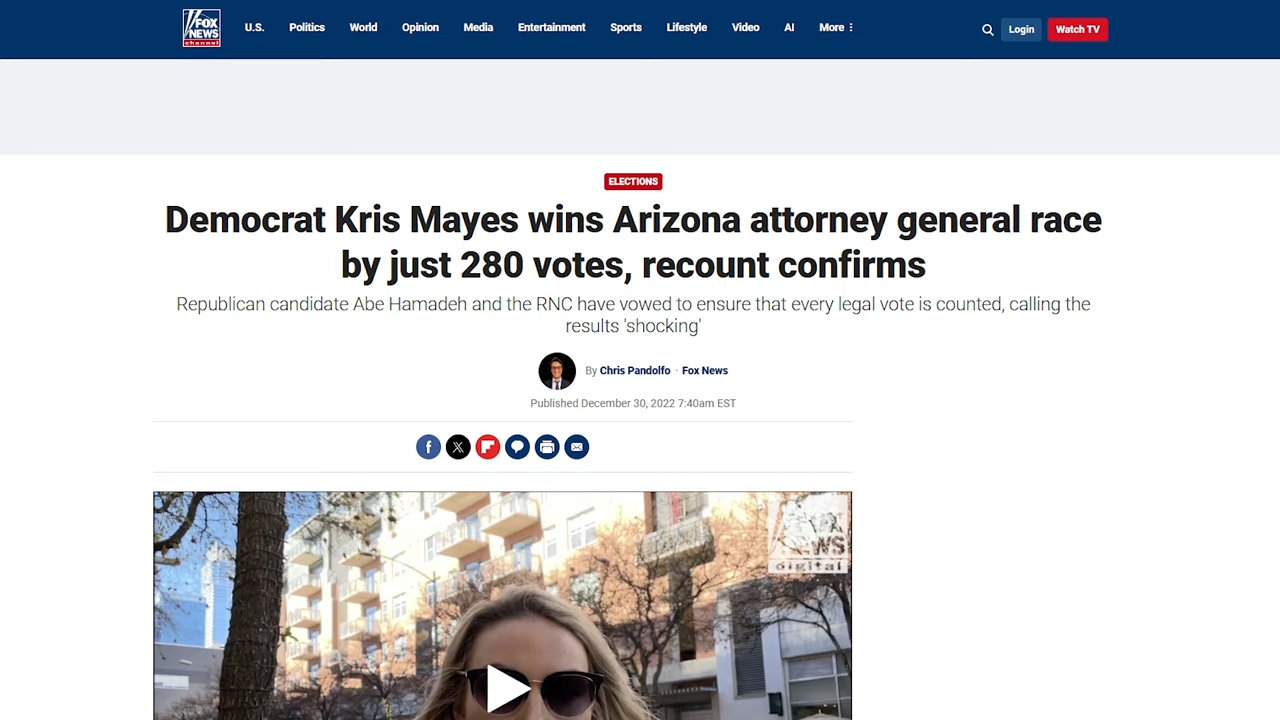 FOX
NEWS
channel
U.S. Politics World Opinion Media Entertainment Sports Lifestyle Video AI More
Login
Watch TV
ELECTIONS
Democrat Kris Mayes wins Arizona attorney general race
by just 280 votes, recount confirms
Republican candidate Abe Hamadeh and the RNC have vowed to ensure that every legal vote is counted, calling the
results 'shocking'
By Chris Pandolfo · Fox News
Published December 30, 2022 7:40am EST
FOX
NEWS
digital